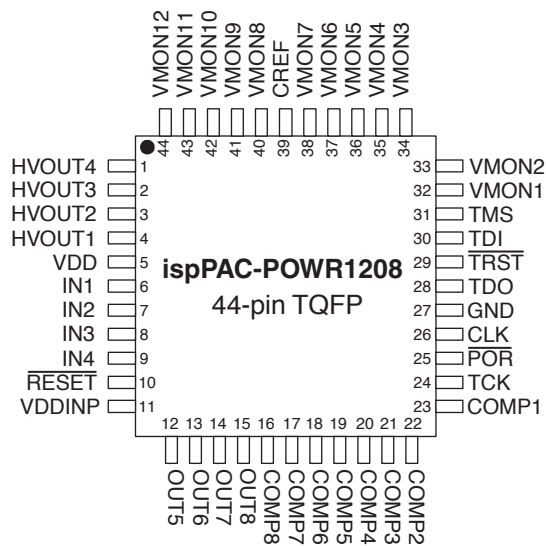 VMON12
VMON11
VMON10
VMON9
VMON8
CREF
VMON7
VMON6
VMON5
VMON4
VMON3
44
43
42
41
40
39
38
37
36
35
34
HVOUT4 1
HVOUT3 2
HVOUT2 3
HVOUT1 4
VDD 5
IN1 6
IN2 7
IN3 8
IN4 9
RESET 10
VDDINP 11
ispPAC-POWR1208
44-pin TQFP
33 VMON2
32 VMON1
31 TMS
30 TDI
29 TRST
28 TDO
27 GND
26 CLK
25 POR
24 TCK
23 COMP1
12 13 14 15 16 17 18 19 20 21 22
OUT5
OUT6
OUT7
OUT8
COMP8
COMP7
COMP6
COMP5
COMP4
COMP3
COMP2